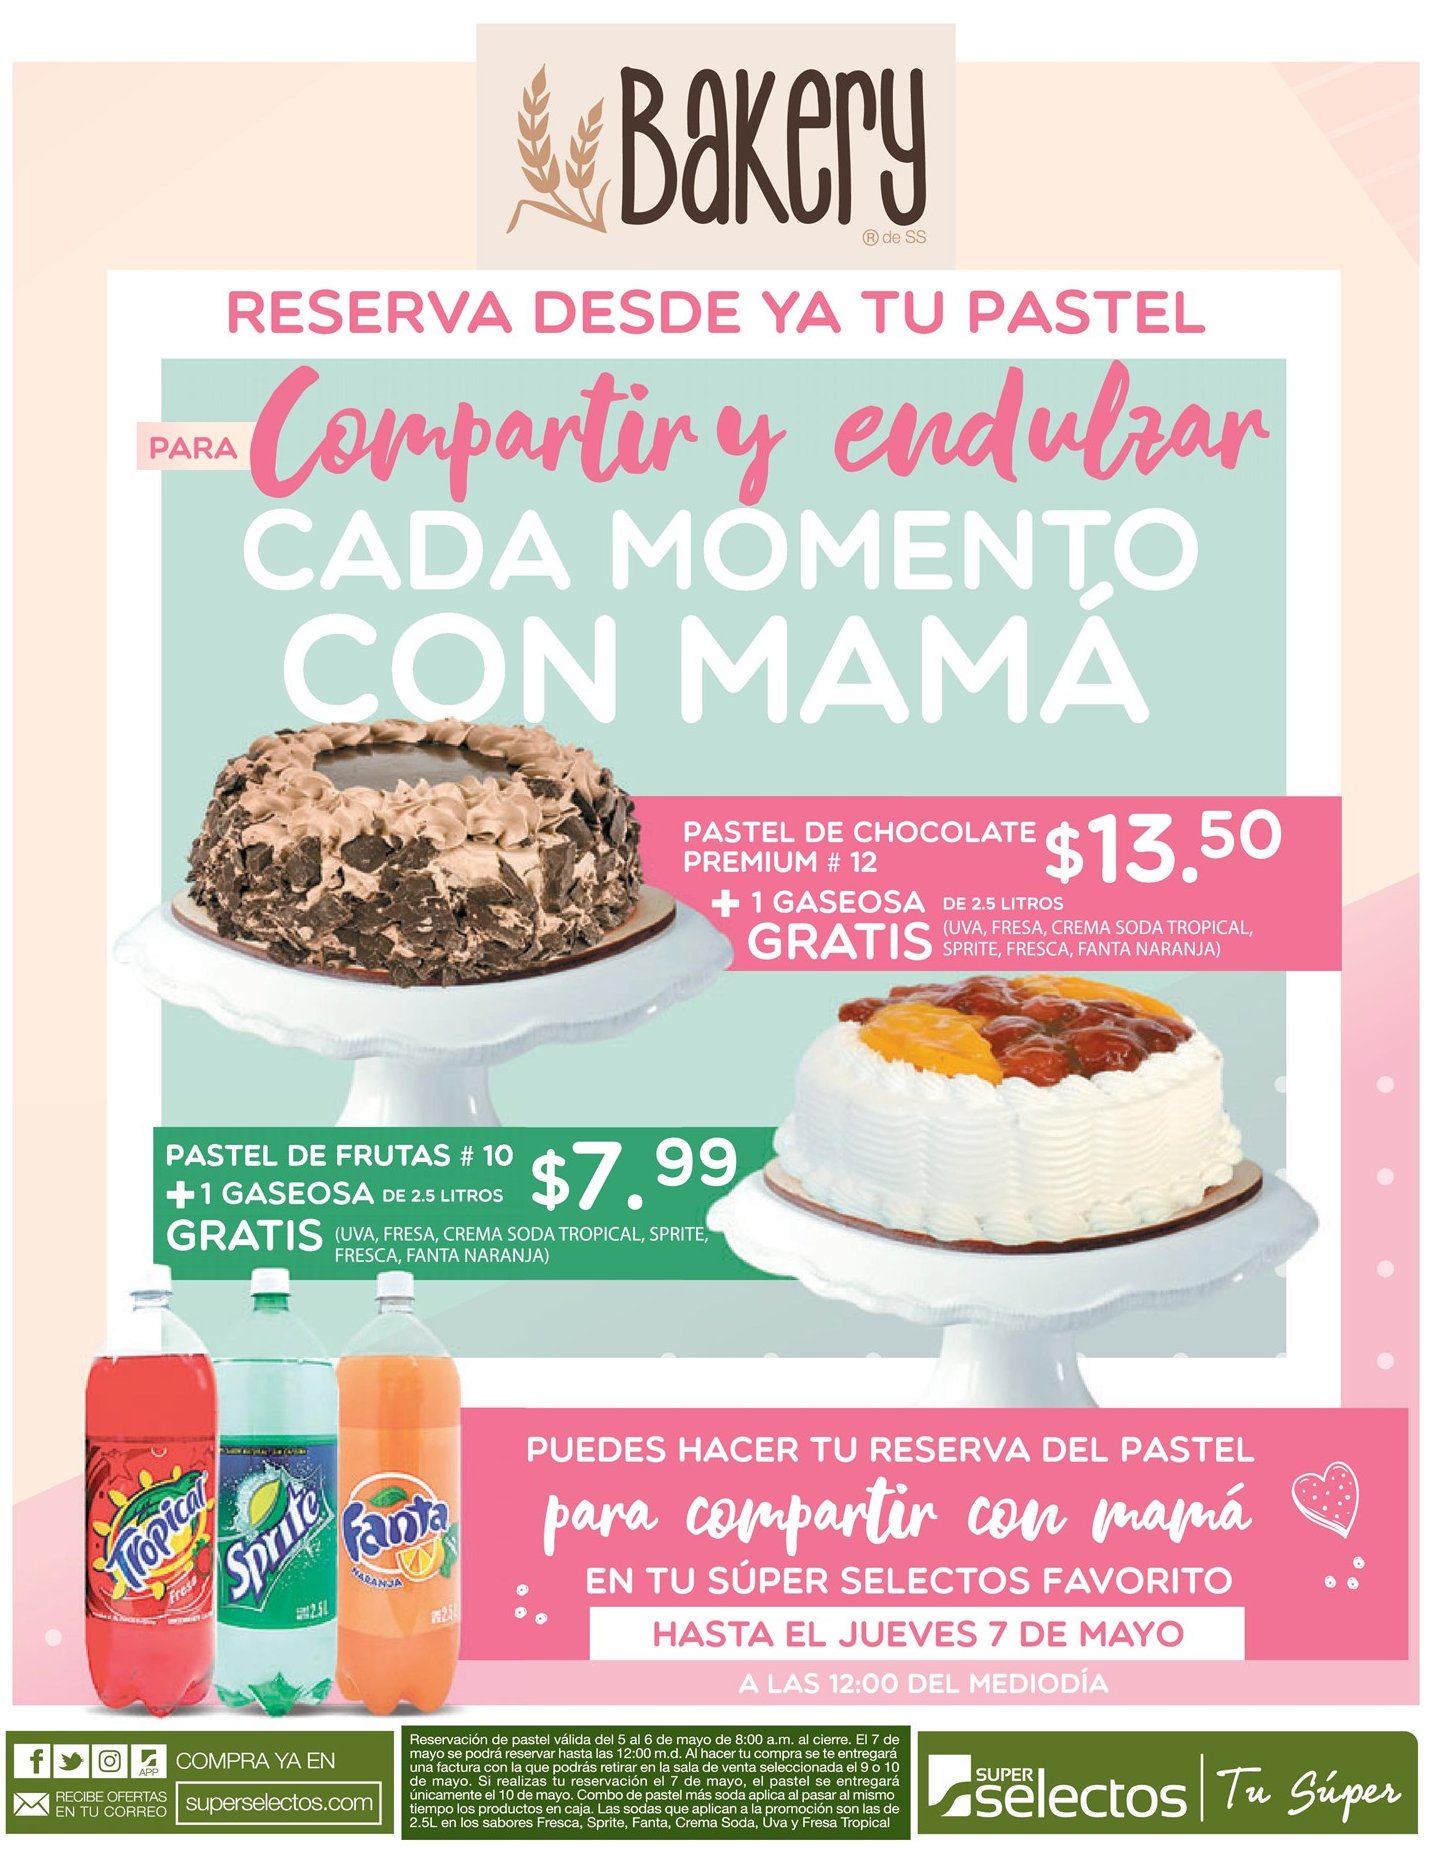 Bakery
® de SS
RESERVA DESDE YA TU PASTEL
PARA Compartir y endulzar
CADA MOMENTO
CON MAMÁ
PASTEL DE CHOCOLATE
PREMIUM # 12
$13.50
+ 1 GASEOSA DE 2.5 LITROS
GRATIS (UVA, FRESA, CREMA SODA TROPICAL,
SPRITE, FRESCA, FANTA NARANJA)
PASTEL DE FRUTAS # 10
$7.99
+ 1 GASEOSA DE 2.5 LITROS
GRATIS (UVA, FRESA, CREMA SODA TROPICAL, SPRITE,
FRESCA, FANTA NARANJA)
Tropical
Fresa
Sprite
2.5L
Fanta
NARANJA
PUEDES HACER TU RESERVA DEL PASTEL
para compartir con mamá
EN TU SÚPER SELECTOS FAVORITO
HASTA EL JUEVES 7 DE MAYO
A LAS 12:00 DEL MEDIODÍA
APP
COMPRA YA EN
RECIBE OFERTAS
EN TU CORREO
superselectos.com
Reservación de pastel válida del 5 al 6 de mayo de 8:00 a.m. al cierre. El 7 de
mayo se podrá reservar hasta las 12:00 m.d. Al hacer tu compra se te entregará
una factura con la que podrás retirar en la sala de venta seleccionada el 9 o 10
de mayo. Si realizas tu reservación el 7 de mayo, el pastel se entregará
únicamente el 10 de mayo. Combo de pastel más soda aplica al pasar al mismo
tiempo los productos en caja. Las sodas que aplican a la promoción son las de
2.5L en los sabores Fresca, Sprite, Fanta, Crema Soda, Uva y Fresa Tropical
SUPER
selectos
Tu Súper